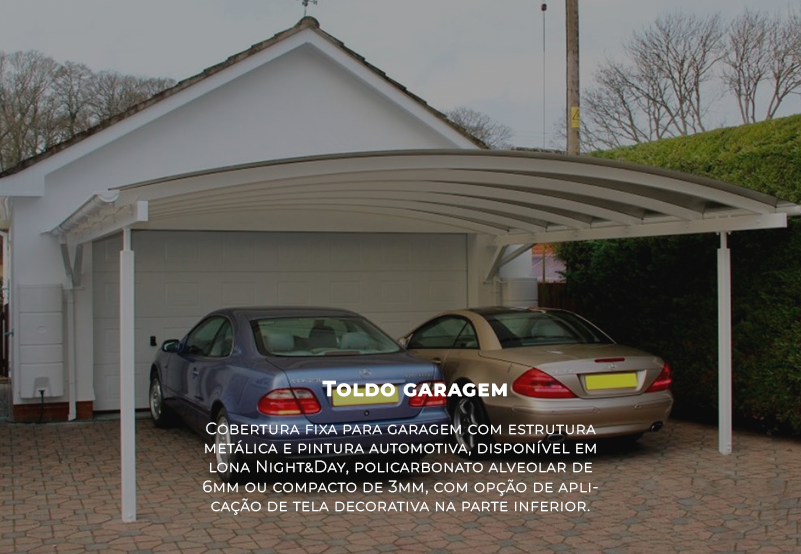 Toldo garagem
Cobertura fixa para garagem com estrutura
metálica e pintura automotiva, disponível em
lona Night&Day, policarbonato alveolar de
6mm ou compacto de 3mm, com opção de apli-
cação de tela decorativa na parte inferior.